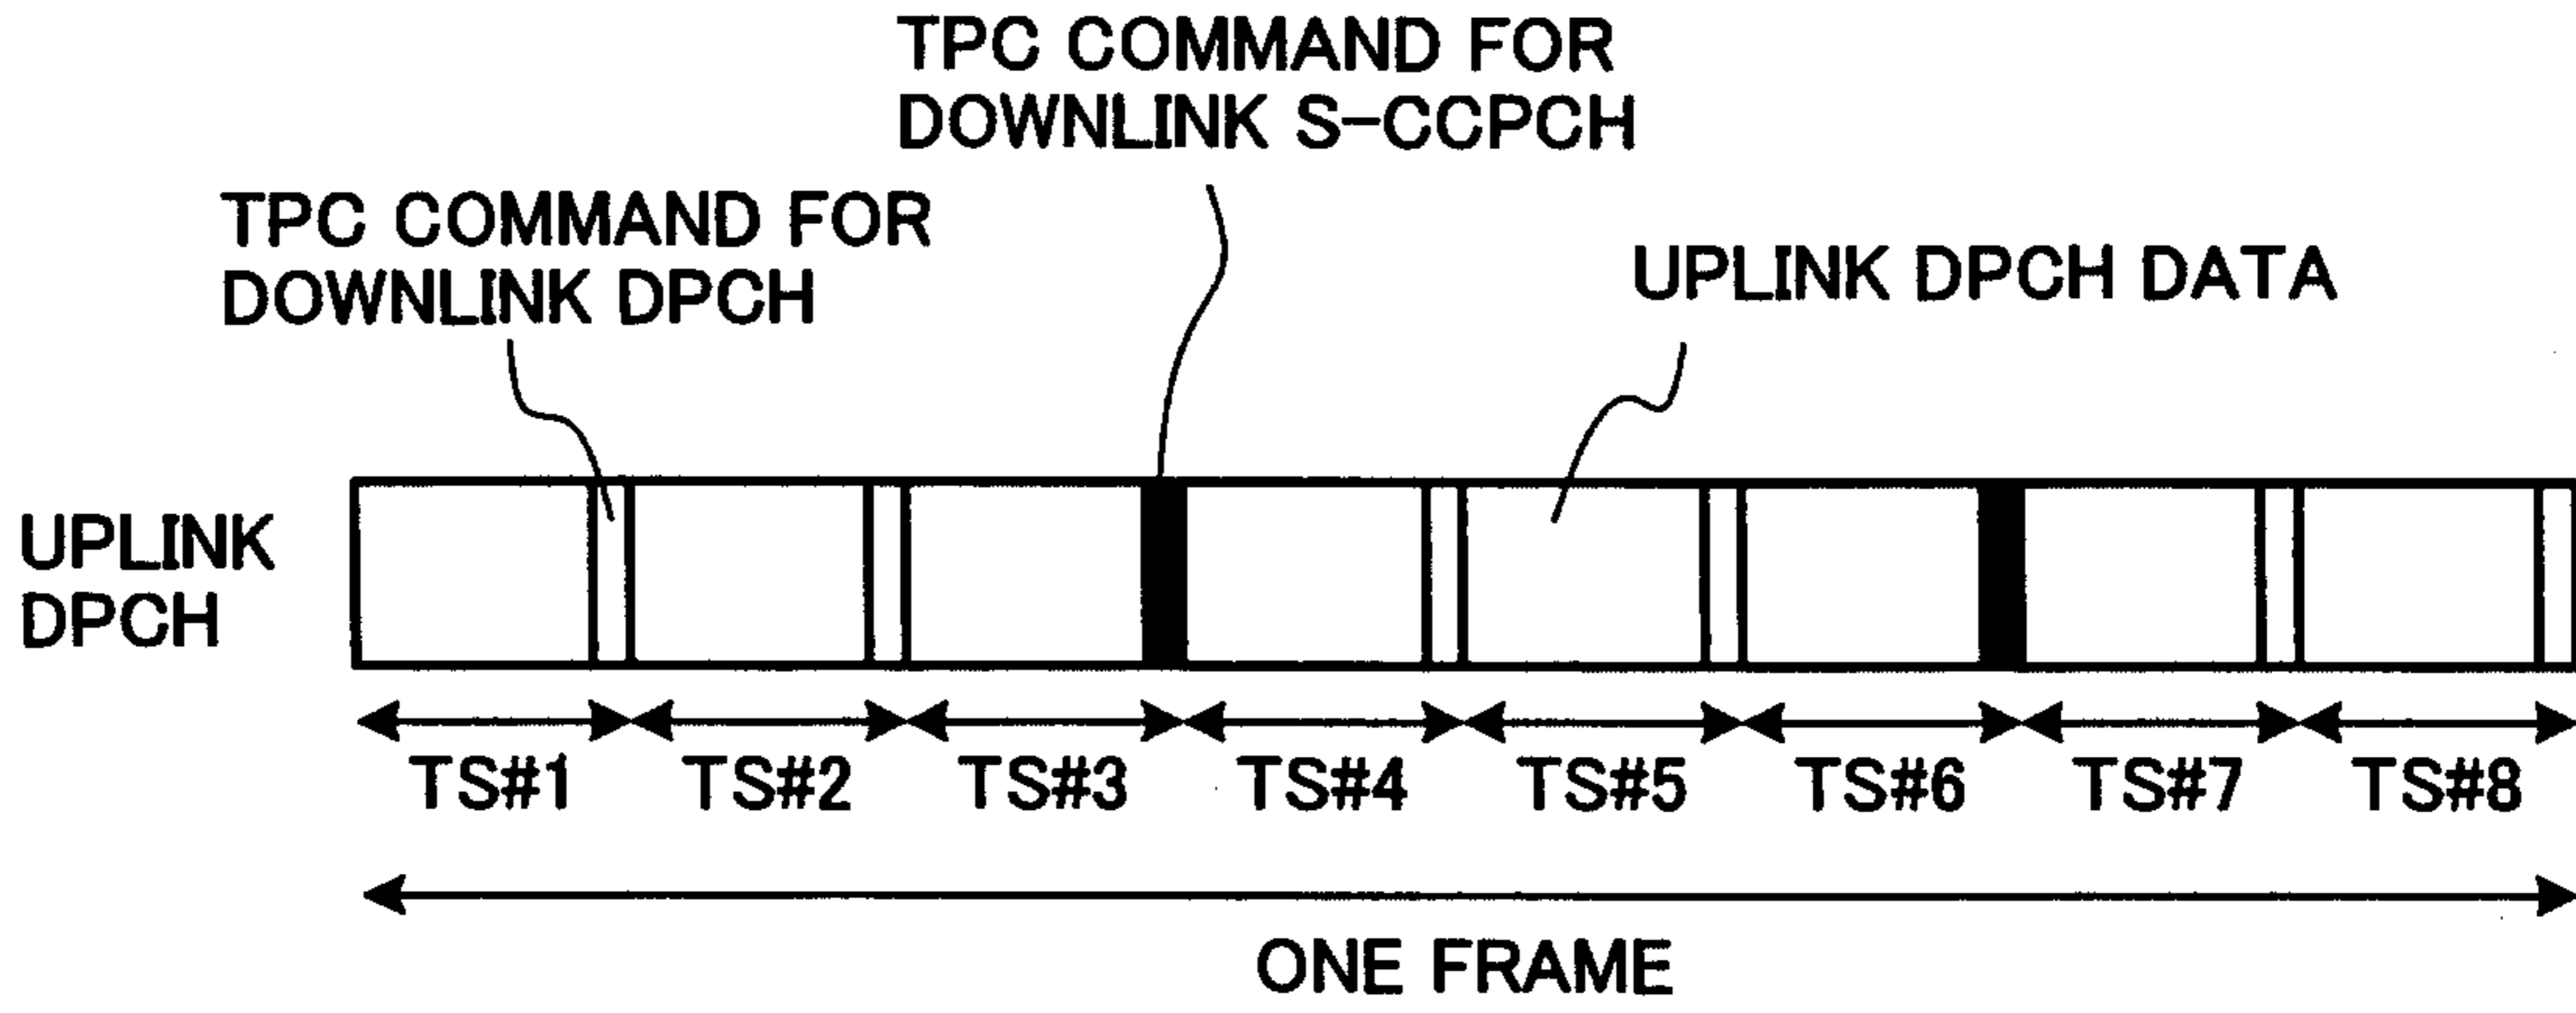 TPC COMMAND FOR
DOWNLINK S-CCPCH
TPC COMMAND FOR
DOWNLINK DPCH
UPLINK DPCH DATA
UPLINK
DPCH
TS#1 TS#2 TS#3 TS#4 TS#5 TS#6 TS#7 TS#8
ONE FRAME